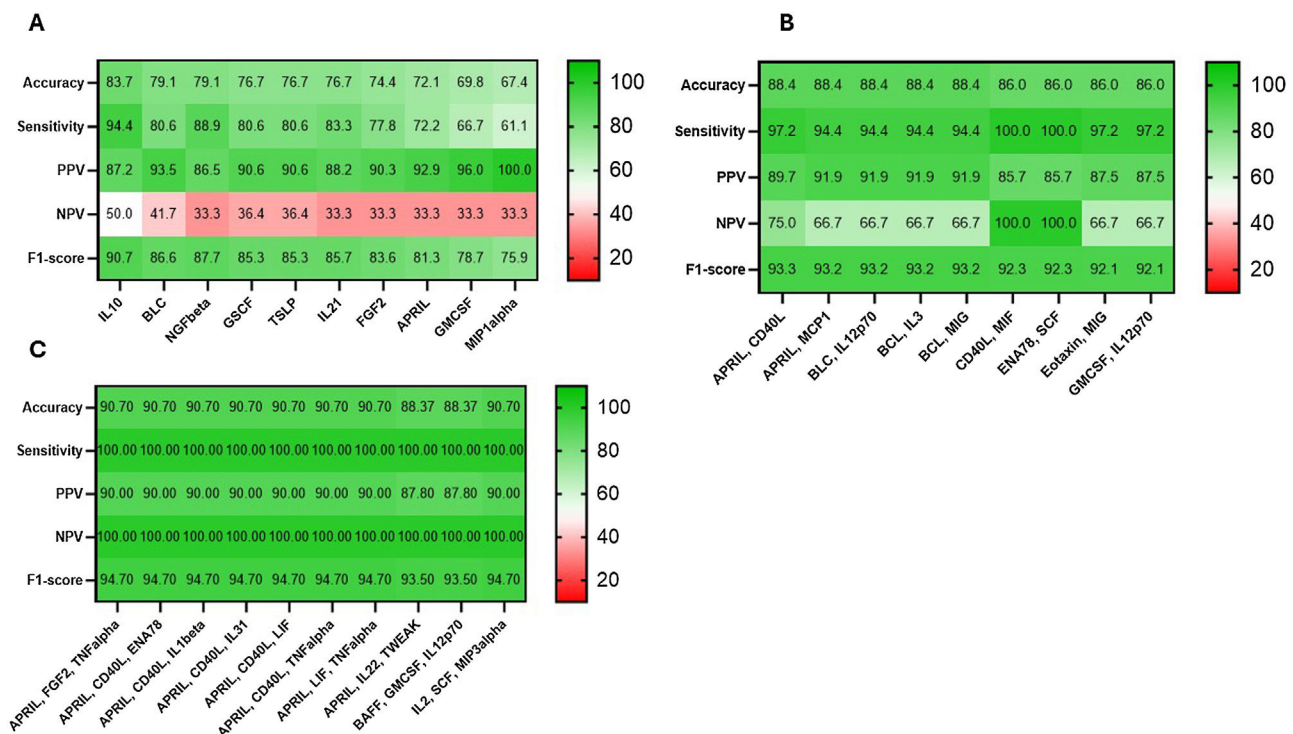 A
Accuracy 83.7 79.1 79.1 76.7 76.7 76.7 74.4 72.1 69.8 67.4
Sensitivity 94.4 80.6 88.9 80.6 80.6 83.3 77.8 72.2 66.7 61.1
PPV 87.2 93.5 86.5 90.6 90.6 88.2 90.3 92.9 96.0 100.0
NPV 50.0 41.7 33.3 36.4 36.4 33.3 33.3 33.3 33.3 33.3
F1-score 90.7 86.6 87.7 85.3 85.3 85.7 83.6 81.3 78.7 75.9
IL10
BLC
NGFbeta
GSCF
TSLP
IL21
FGF2
APRIL
GMCSF
MIP1alpha
100
80
60
40
20
B
Accuracy 88.4 88.4 88.4 88.4 88.4 86.0 86.0 86.0 86.0
Sensitivity 97.2 94.4 94.4 94.4 94.4 100.0 100.0 97.2 97.2
PPV 89.7 91.9 91.9 91.9 91.9 85.7 85.7 87.5 87.5
NPV 75.0 66.7 66.7 66.7 66.7 100.0 100.0 66.7 66.7
F1-score 93.3 93.2 93.2 93.2 93.2 92.3 92.3 92.1 92.1
APRIL, CD40L
APRIL, MCP1
BLC, IL12p70
BCL, IL3
BCL, MIG
CD40L, MIF
ENA78, SCF
Eotaxin, MIG
GMCSF, IL12p70
100
80
60
40
20
C
Accuracy 90.70 90.70 90.70 90.70 90.70 90.70 90.70 88.37 88.37 90.70
Sensitivity 100.00 100.00 100.00 100.00 100.00 100.00 100.00 100.00 100.00 100.00
PPV 90.00 90.00 90.00 90.00 90.00 90.00 90.00 87.80 87.80 90.00
NPV 100.00 100.00 100.00 100.00 100.00 100.00 100.00 100.00 100.00 100.00
F1-score 94.70 94.70 94.70 94.70 94.70 94.70 94.70 93.50 93.50 94.70
APRIL, FGF2, TNFalpha
APRIL, CD40L, ENA78
APRIL, CD40L, IL1beta
APRIL, CD40L, IL31
APRIL, CD40L, LIF
APRIL, CD40L, TNFalpha
APRIL, LIF, TNFalpha
APRIL, IL22, TWEAK
BAFF, GMCSF, IL12p70
IL2, SCF, MIP3alpha
100
80
60
40
20